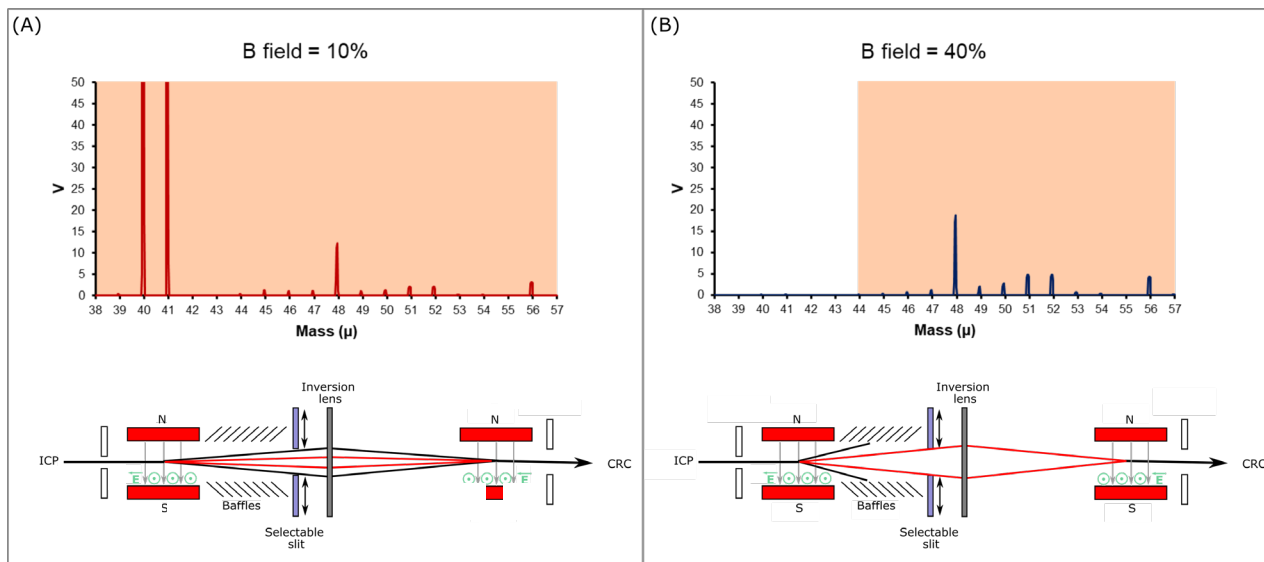 (A)
B field = 10%
50
45
40
35
30
25
20
15
10
5
0
V
38 39 40 41 42 43 44 45 46 47 48 49 50 51 52 53 54 55 56 57
Mass (µ)
Inversion
lens
N
N
ICP
CRC
E
E
S
Baffles
Selectable
slit
(B)
B field = 40%
50
45
40
35
30
25
20
15
10
5
0
V
38 39 40 41 42 43 44 45 46 47 48 49 50 51 52 53 54 55 56 57
Mass (µ)
Inversion
lens
N
N
ICP
CRC
E
E
S
Baffles
S
Selectable
slit